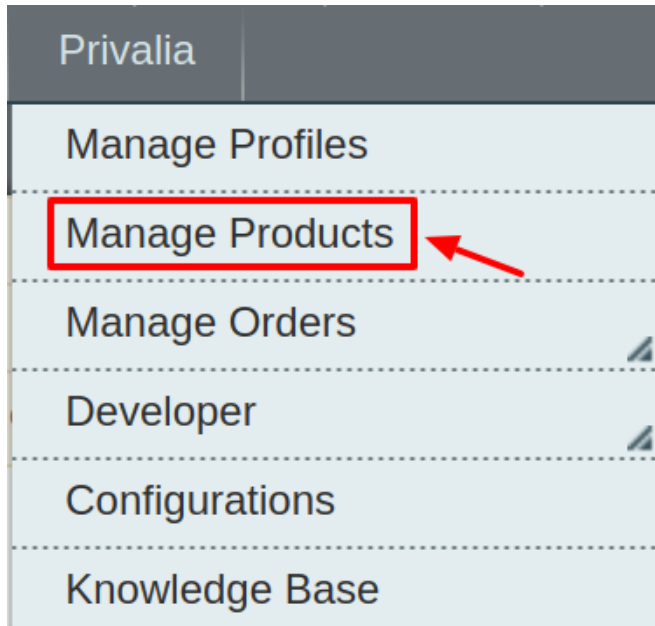 Privalia
Manage Profiles
Manage Products
Manage Orders
Developer
Configurations
Knowledge Base